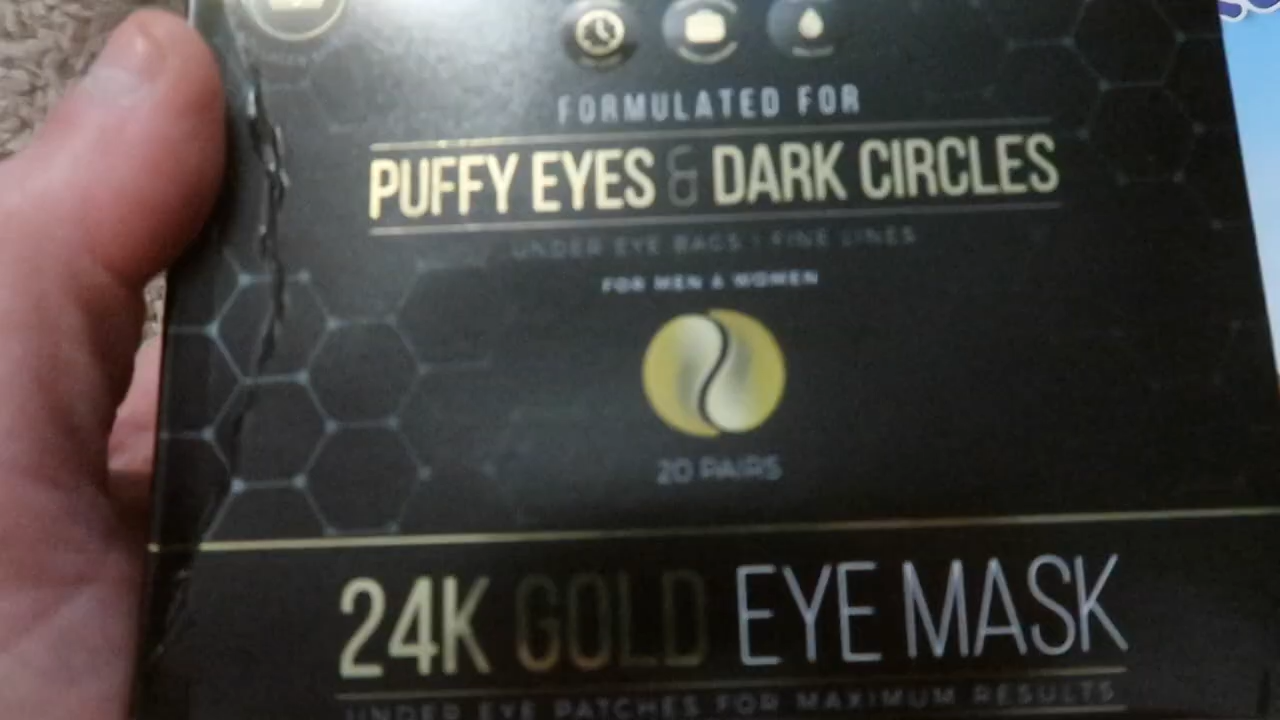 FORMULATED FOR
PUFFY EYES & DARK CIRCLES
UNDER EYE BAGS | FINE LINES
FOR MEN & WOMEN
20 PAIRS
24K GOLD EYE MASK
UNDER EYE PATCHES FOR MAXIMUM RESULTS